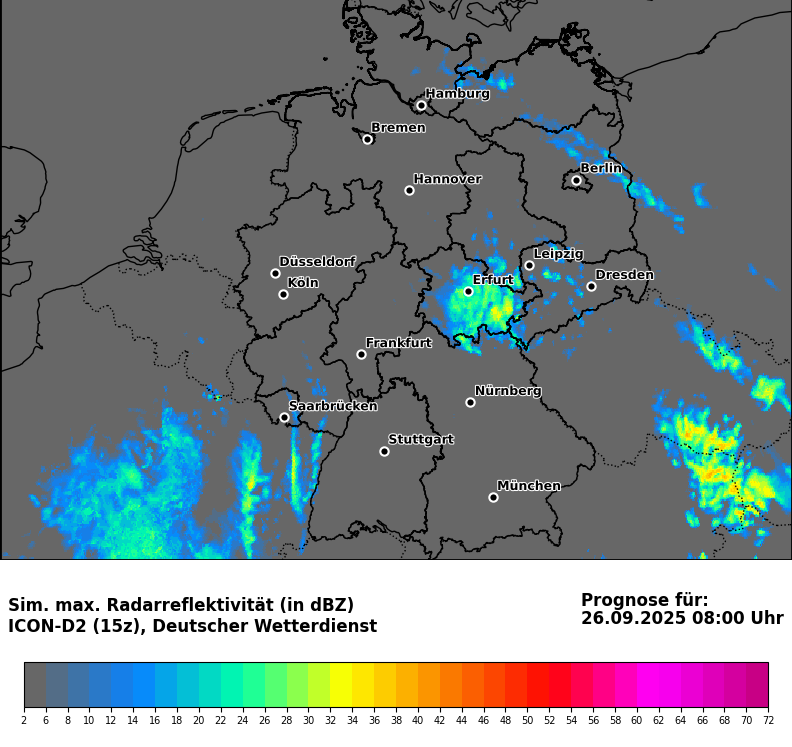 Hamburg
Bremen
Berlin
Hannover
Leipzig
Düsseldorf
Dresden
Köln
Erfurt
Frankfurt
Nürnberg
Saarbrücken
Stuttgart
München
Sim. max. Radarreflektivität (in dBZ)
ICON-D2 (15z), Deutscher Wetterdienst
Prognose für:
26.09.2025 08:00 Uhr
2 6 8 10 12 14 16 18 20 22 24 26 28 30 32 34 36 38 40 42 44 46 48 50 52 54 56 58 60 62 64 66 68 70 72